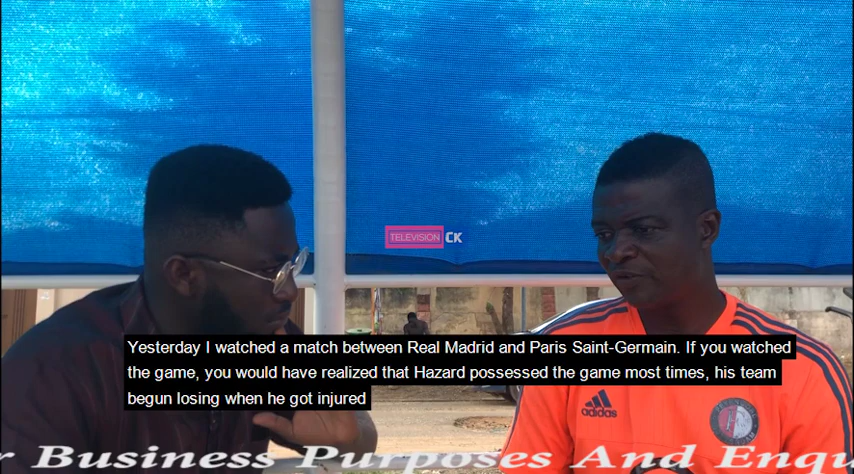 TELEVISION CK
Yesterday I watched a match between Real Madrid and Paris Saint-Germain. If you watched
the game, you would have realized that Hazard possessed the game most times, his team
begun losing when he got injured
adidas
Business Purposes And